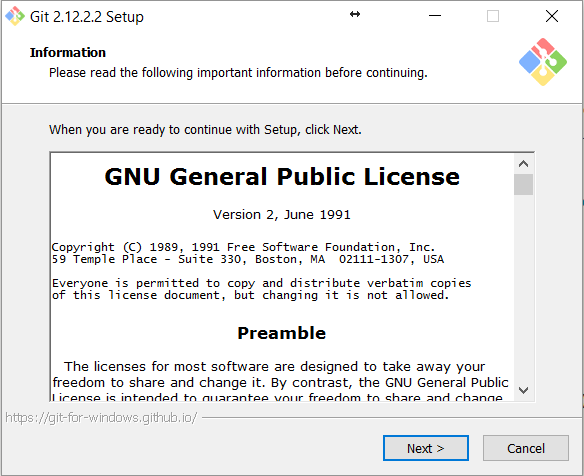 Git 2.12.2.2 Setup
Information
Please read the following important information before continuing.
When you are ready to continue with Setup, click Next.
GNU General Public License
Version 2, June 1991
Copyright (C) 1989, 1991 Free Software Foundation, Inc.
59 Temple Place - Suite 330, Boston, MA  02111-1307, USA
Everyone is permitted to copy and distribute verbatim copies
of this license document, but changing it is not allowed.
Preamble
The licenses for most software are designed to take away your
freedom to share and change it. By contrast, the GNU General Public
License is intended to guarantee your freedom to share and change
https://git-for-windows.github.io/
Next >
Cancel